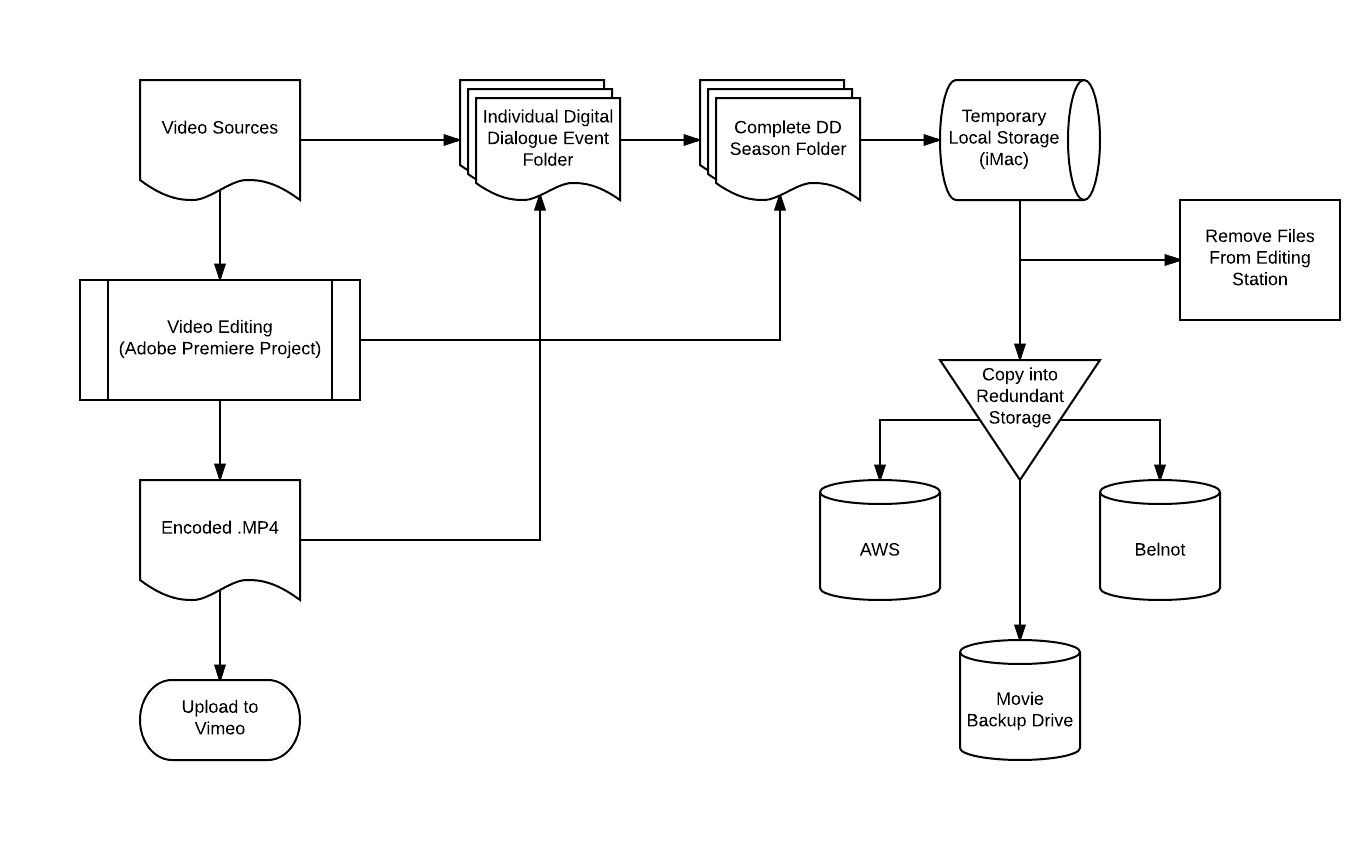 Video Sources
Individual Digital
Dialogue Event
Folder
Complete DD
Season Folder
Temporary
Local Storage
(iMac)
Remove Files
From Editing
Station
Video Editing
(Adobe Premiere Project)
Copy into
Redundant
Storage
Encoded .MP4
AWS
Belnot
Upload to
Vimeo
Movie
Backup Drive